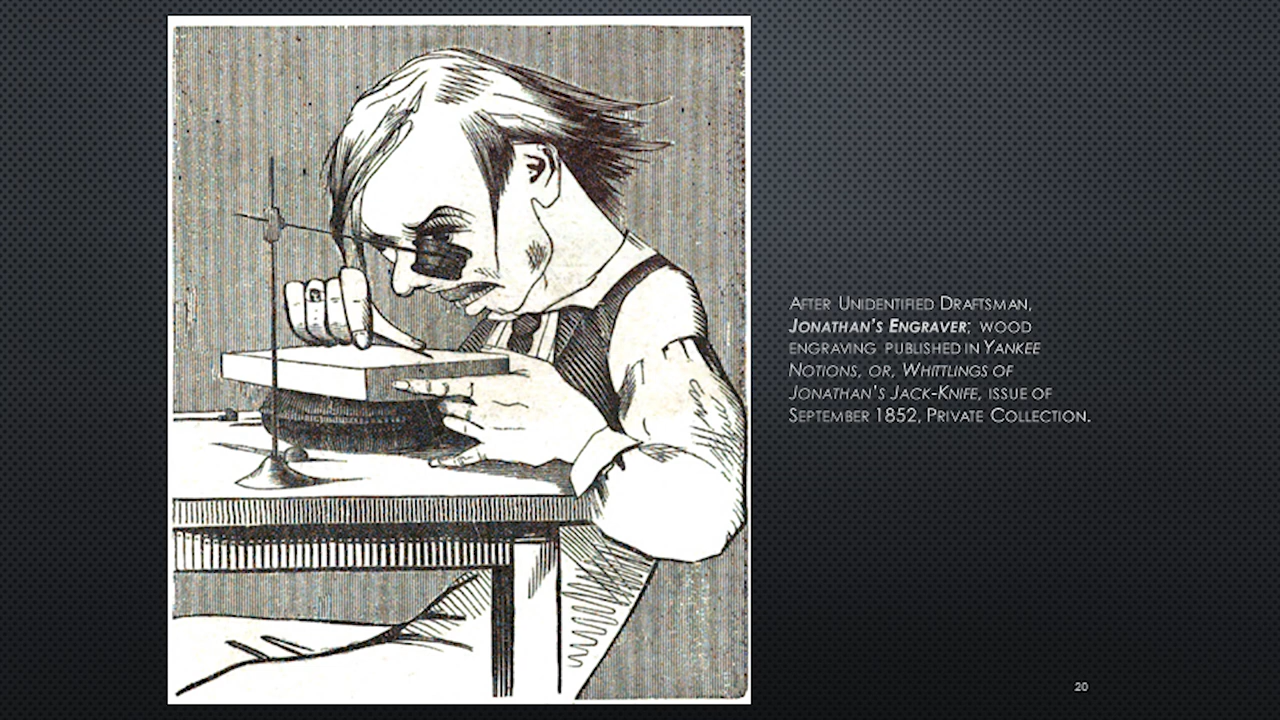 After Unidentified Draftsman,
Jonathan's Engraver; wood
engraving published in Yankee
Notions, or, Whittlings of
Jonathan's Jack-Knife, issue of
September 1852, Private Collection.
20